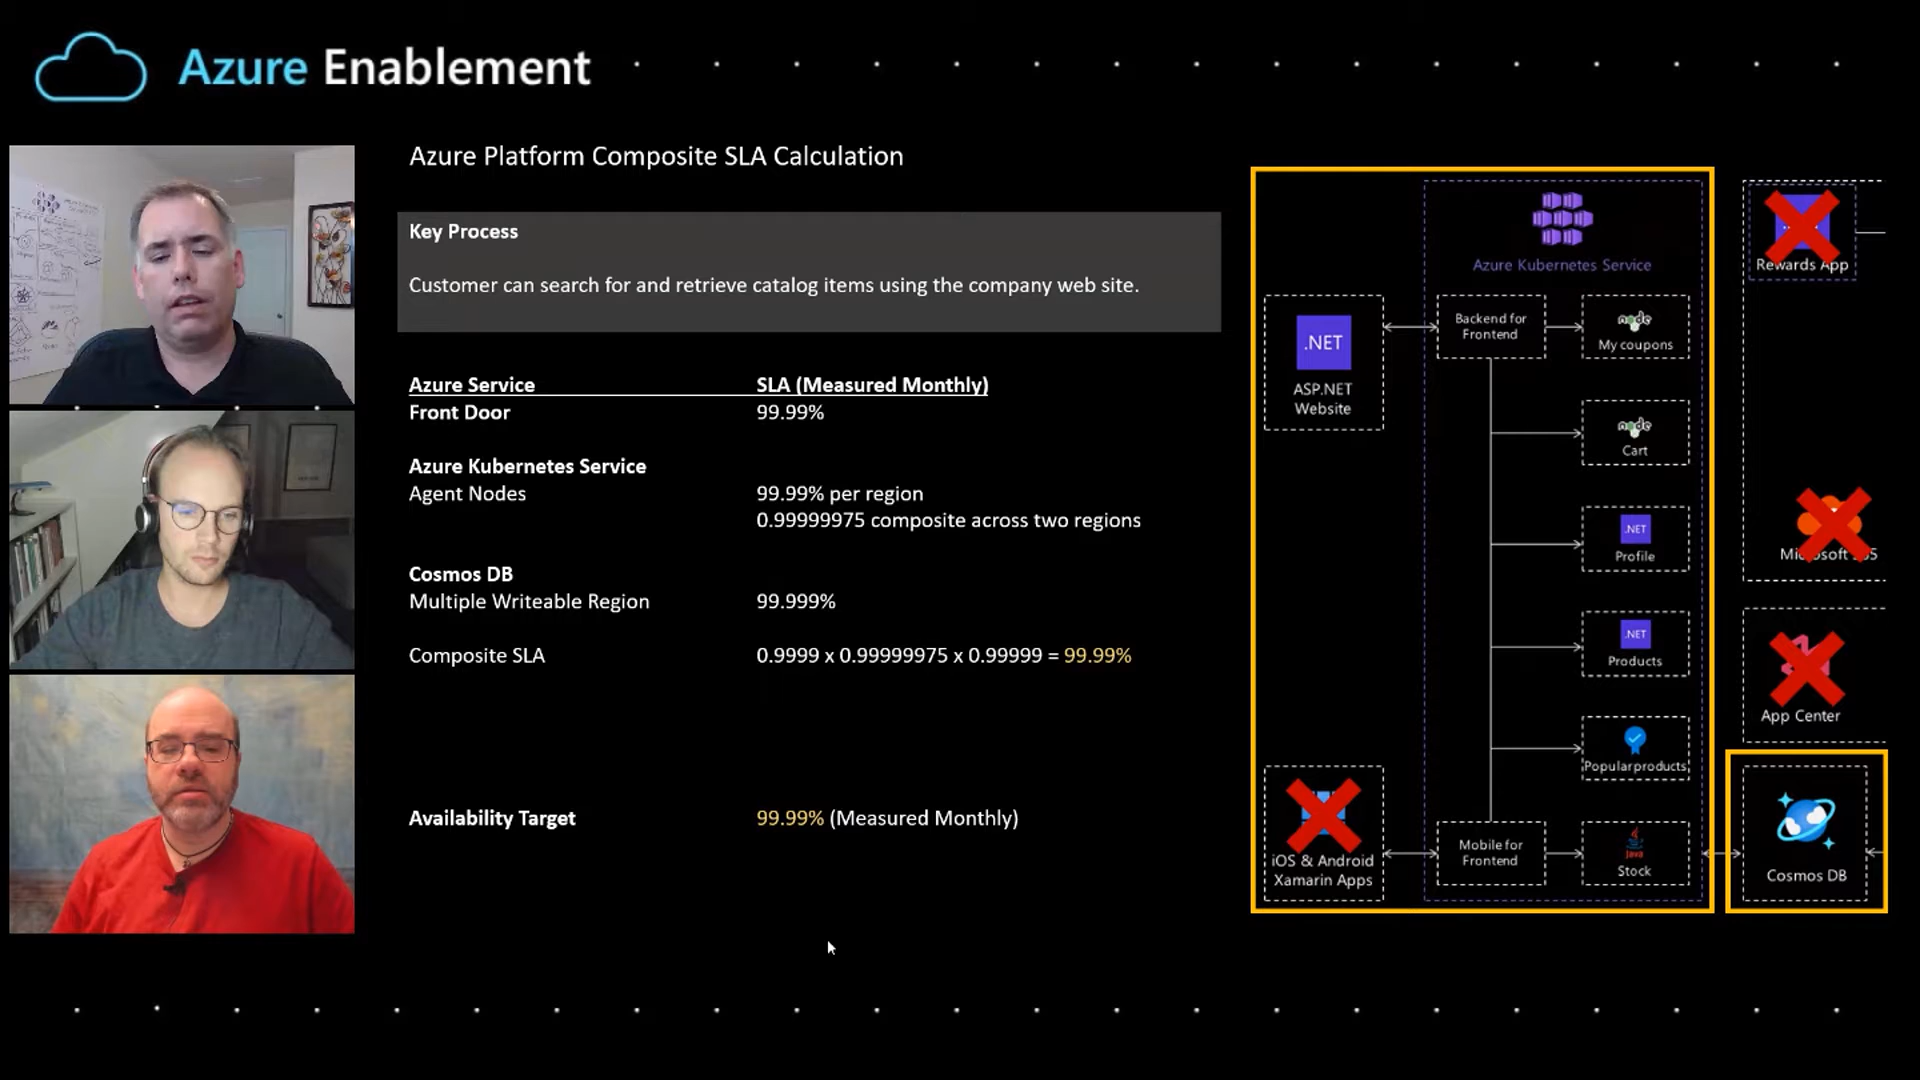 Azure Enablement
Azure Platform Composite SLA Calculation
Key Process
Customer can search for and retrieve catalog items using the company web site.
Azure Service SLA (Measured Monthly)
Front Door 99.99%
Azure Kubernetes Service
Agent Nodes 99.99% per region
0.99999975 composite across two regions
Cosmos DB
Multiple Writeable Region 99.999%
Composite SLA 0.9999 x 0.99999975 x 0.99999 = 99.99%
Availability Target 99.99% (Measured Monthly)
Azure Kubernetes Service
.NET
ASP.NET
Website
Backend for
Frontend
node
My coupons
node
Cart
.NET
Profile
.NET
Products
Popularproducts
iOS & Android
Xamarin Apps
Mobile for
Frontend
Java
Stock
Rewards App
App Center
Cosmos DB